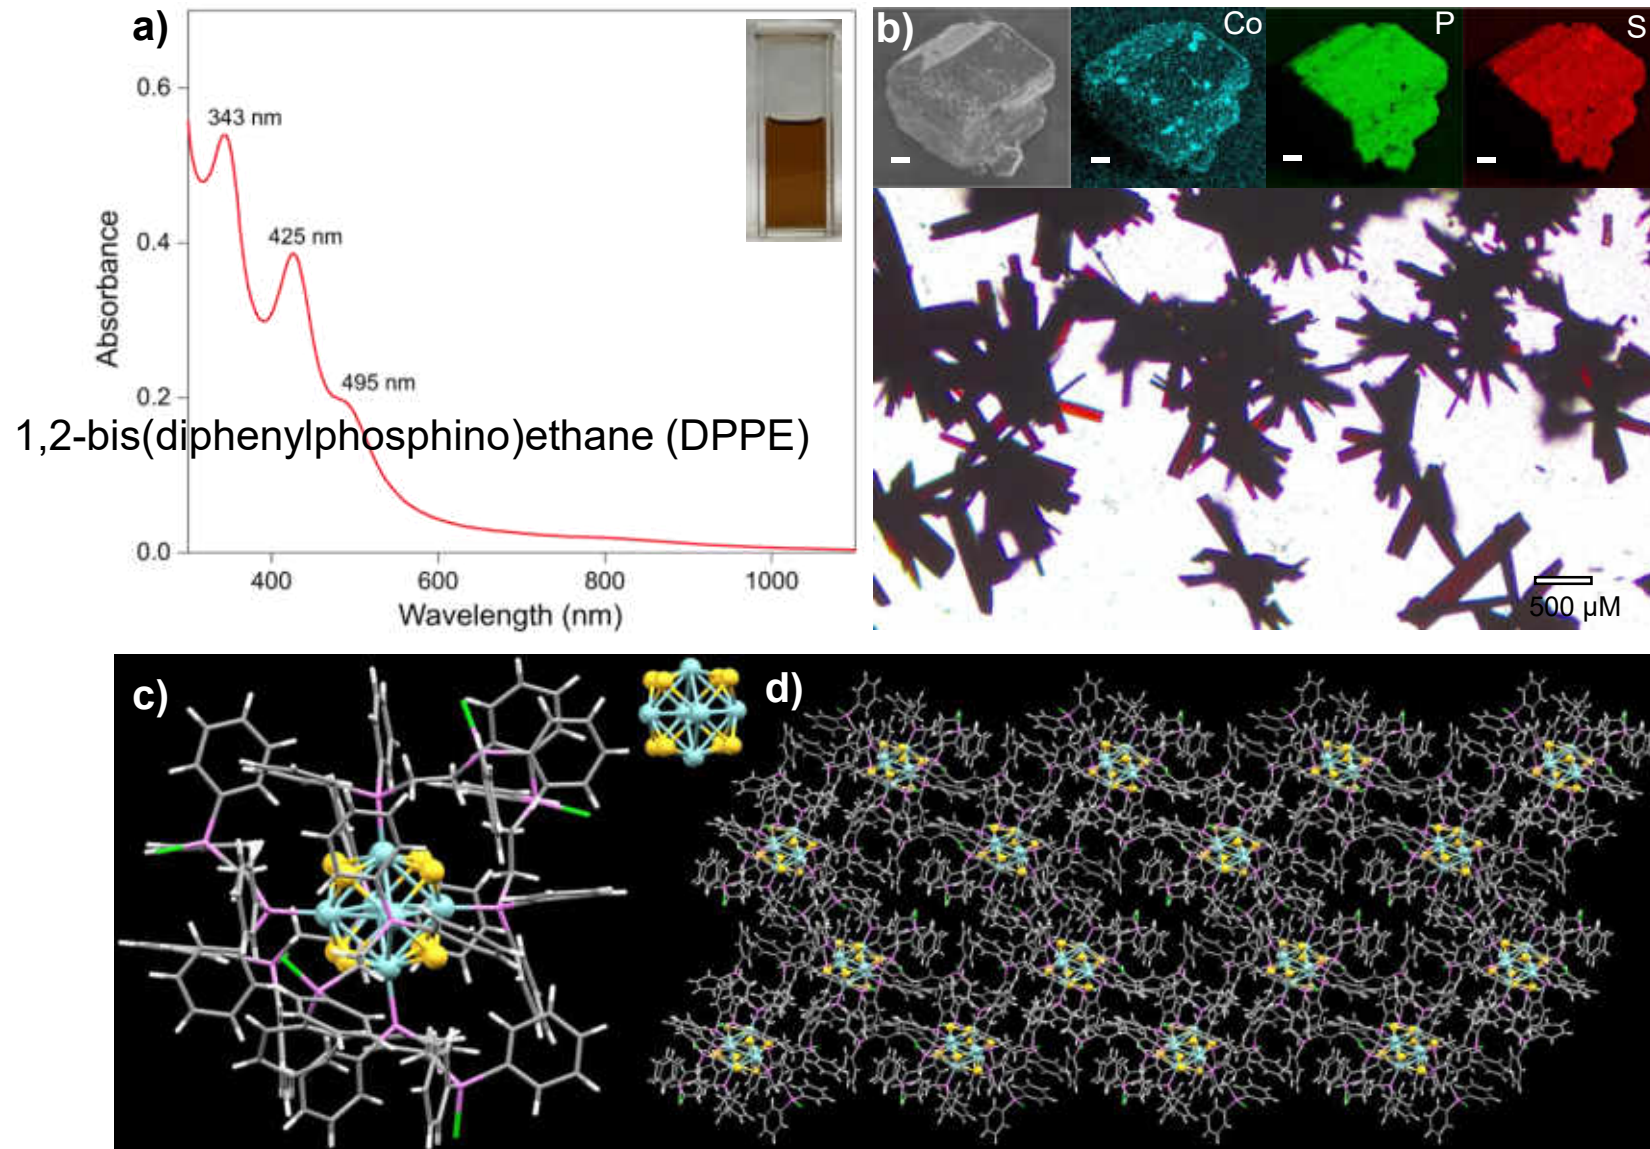 a)
343 nm
425 nm
495 nm
0.6
0.4
0.2
0.0
Absorbance
400 600 800 1000
Wavelength (nm)
1,2-bis(diphenylphosphino)ethane (DPPE)
b)
Co
P
S
500 µM
c)
d)